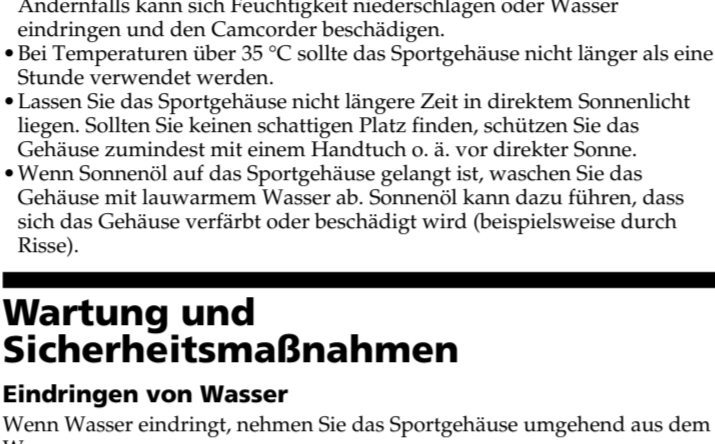 Andernfalls kann sich Feuchtigkeit niederschlagen oder Wasser
eindringen und den Camcorder beschädigen.
•Bei Temperaturen über 35 °C sollte das Sportgehäuse nicht länger als eine
Stunde verwendet werden.
•Lassen Sie das Sportgehäuse nicht längere Zeit in direktem Sonnenlicht
liegen. Sollten Sie keinen schattigen Platz finden, schützen Sie das
Gehäuse zumindest mit einem Handtuch o. ä. vor direkter Sonne.
•Wenn Sonnenöl auf das Sportgehäuse gelangt ist, waschen Sie das
Gehäuse mit lauwarmem Wasser ab. Sonnenöl kann dazu führen, dass
sich das Gehäuse verfärbt oder beschädigt wird (beispielsweise durch
Risse).
Wartung und
Sicherheitsmaßnahmen
Eindringen von Wasser
Wenn Wasser eindringt, nehmen Sie das Sportgehäuse umgehend aus dem